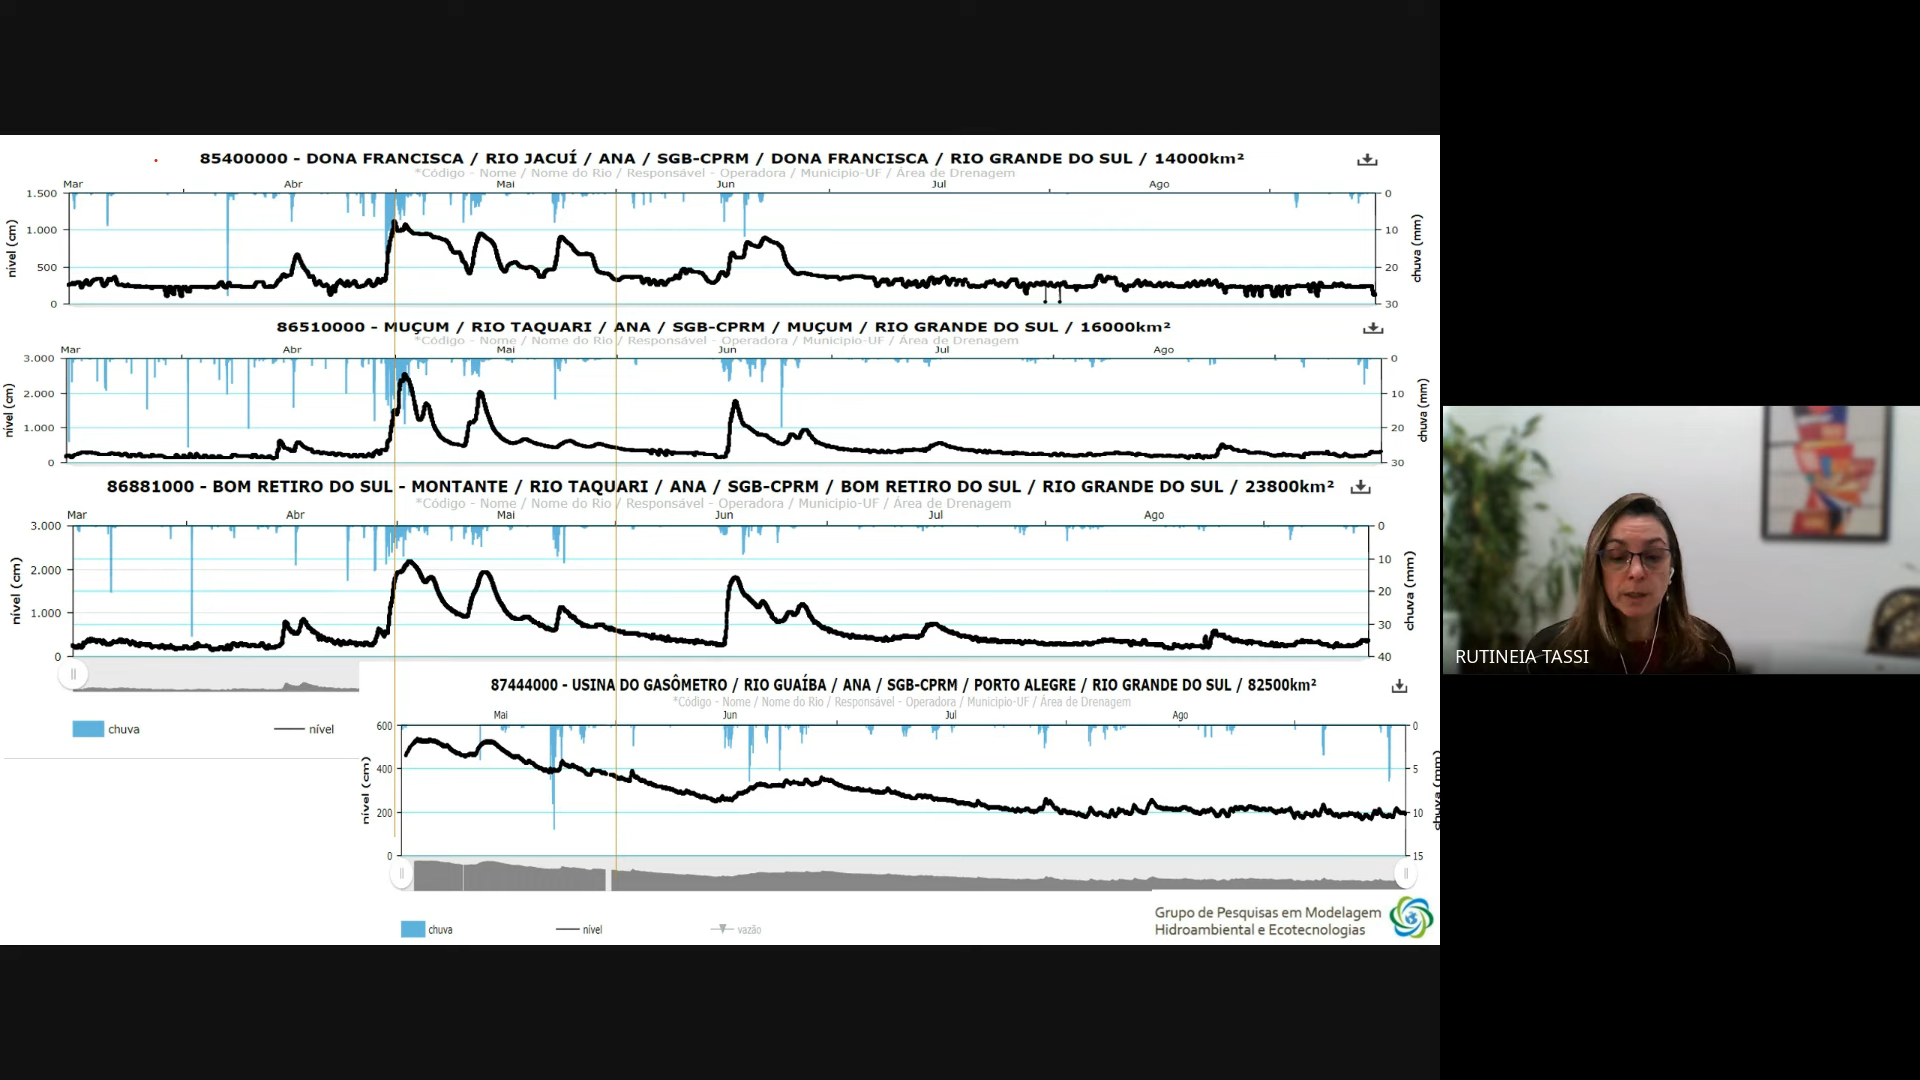 85400000 - DONA FRANCISCA / RIO JACUÍ / ANA / SGB-CPRM / DONA FRANCISCA / RIO GRANDE DO SUL / 14000km²
*Código - Nome / Nome do Rio / Responsável - Operadora / Municipio-UF / Área de Drenagem
Mar Abr Mai Jun Jul Ago
1.500 0
1.000 10
500 20
0 30
nível (cm)
chuva (mm)
86510000 - MUÇUM / RIO TAQUARI / ANA / SGB-CPRM / MUÇUM / RIO GRANDE DO SUL / 16000km²
*Código - Nome / Nome do Rio / Responsável - Operadora / Municipio-UF / Área de Drenagem
Mar Abr Mai Jun Jul Ago
3.000 0
2.000 10
1.000 20
0 30
nível (cm)
chuva (mm)
86881000 - BOM RETIRO DO SUL - MONTANTE / RIO TAQUARI / ANA / SGB-CPRM / BOM RETIRO DO SUL / RIO GRANDE DO SUL / 23800km²
*Código - Nome / Nome do Rio / Responsável - Operadora / Municipio-UF / Área de Drenagem
Mar Abr Mai Jun Jul Ago
3.000 0
10
2.000
20
1.000
30
0 40
nível (cm)
chuva (mm)
chuva nível
87444000 - USINA DO GASÔMETRO / RIO GUAÍBA / ANA / SGB-CPRM / PORTO ALEGRE / RIO GRANDE DO SUL / 82500km²
*Código - Nome / Nome do Rio / Responsável - Operadora / Municipio-UF / Área de Drenagem
Mai Jun Jul Ago
600 0
400 5
200 10
0 15
nível (cm)
chuva (mm)
chuva nível vazão
Grupo de Pesquisas em Modelagem
Hidroambiental e Ecotecnologias
RUTINEIA TASSI